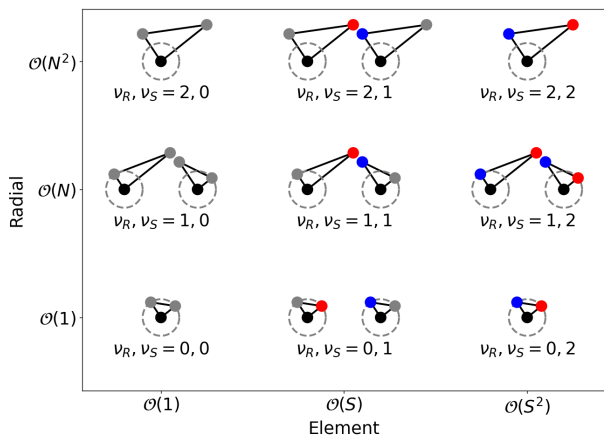 𝒪(N²)
ν_R, ν_S = 2, 0
ν_R, ν_S = 2, 1
ν_R, ν_S = 2, 2
Radial
𝒪(N)
ν_R, ν_S = 1, 0
ν_R, ν_S = 1, 1
ν_R, ν_S = 1, 2
𝒪(1)
ν_R, ν_S = 0, 0
ν_R, ν_S = 0, 1
ν_R, ν_S = 0, 2
𝒪(1)
𝒪(S)
𝒪(S²)
Element